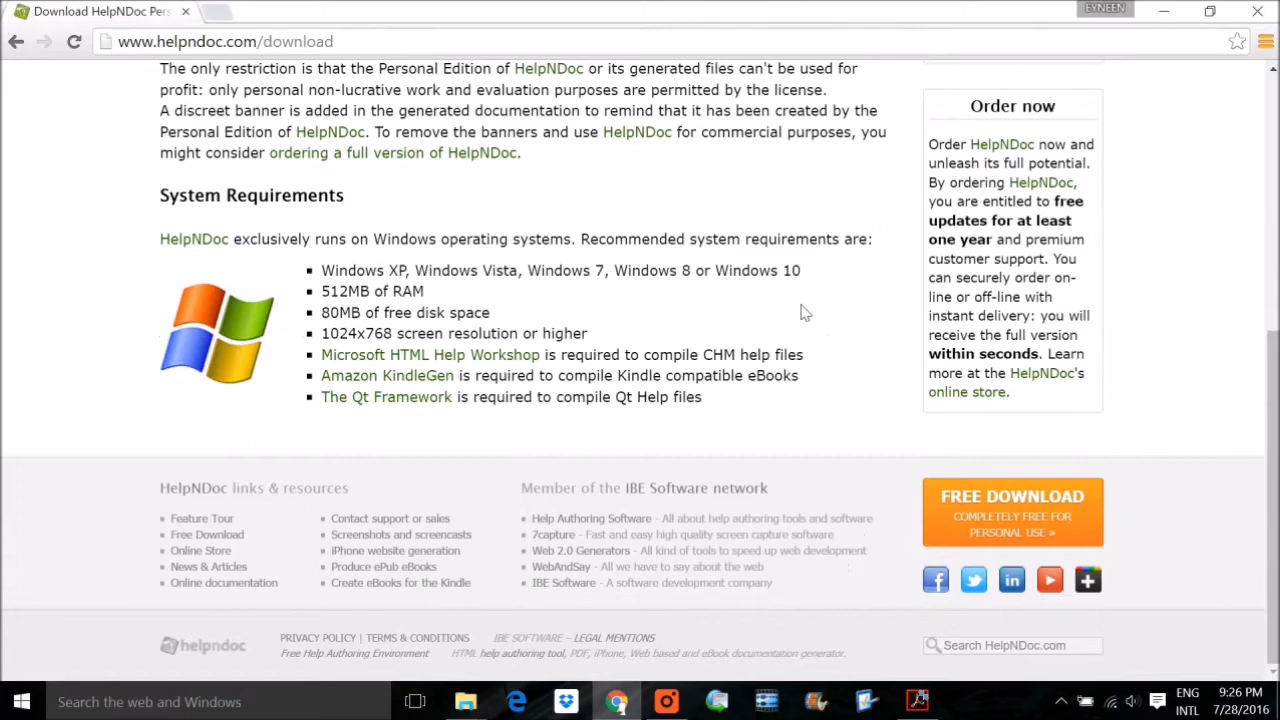 Download HelpNDoc Pers
EYNEEN
www.helpndoc.com/download
The only restriction is that the Personal Edition of HelpNDoc or its generated files can't be used for
profit: only personal non-lucrative work and evaluation purposes are permitted by the license.
A discreet banner is added in the generated documentation to remind that it has been created by the
Personal Edition of HelpNDoc. To remove the banners and use HelpNDoc for commercial purposes, you
might consider ordering a full version of HelpNDoc.
System Requirements
HelpNDoc exclusively runs on Windows operating systems. Recommended system requirements are:
Windows XP, Windows Vista, Windows 7, Windows 8 or Windows 10
512MB of RAM
80MB of free disk space
1024x768 screen resolution or higher
Microsoft HTML Help Workshop is required to compile CHM help files
Amazon KindleGen is required to compile Kindle compatible eBooks
The Qt Framework is required to compile Qt Help files
Order now
Order HelpNDoc now and
unleash its full potential.
By ordering HelpNDoc,
you are entitled to free
updates for at least
one year and premium
customer support. You
can securely order on-
line or off-line with
instant delivery: you will
receive the full version
within seconds. Learn
more at the HelpNDoc's
online store.
HelpNDoc links & resources
Feature Tour
Free Download
Online Store
News & Articles
Online documentation
Contact support or sales
Screenshots and screencasts
iPhone website generation
Produce ePub eBooks
Create eBooks for the Kindle
Member of the IBE Software network
Help Authoring Software - All about help authoring tools and software
7capture - Fast and easy high quality screen capture software
Web 2.0 Generators - All kind of tools to speed up web development
WebAndSay - All we have to say about the web
IBE Software - A software development company
FREE DOWNLOAD
COMPLETELY FREE FOR
PERSONAL USE »
helpndoc
PRIVACY POLICY | TERMS & CONDITIONS
IBE SOFTWARE – LEGAL MENTIONS
Free Help Authoring Environment
HTML help authoring tool, PDF, iPhone, Web based and eBook documentation generator.
Search HelpNDoc.com
Search the web and Windows
ENG
INTL
9:26 PM
7/28/2016